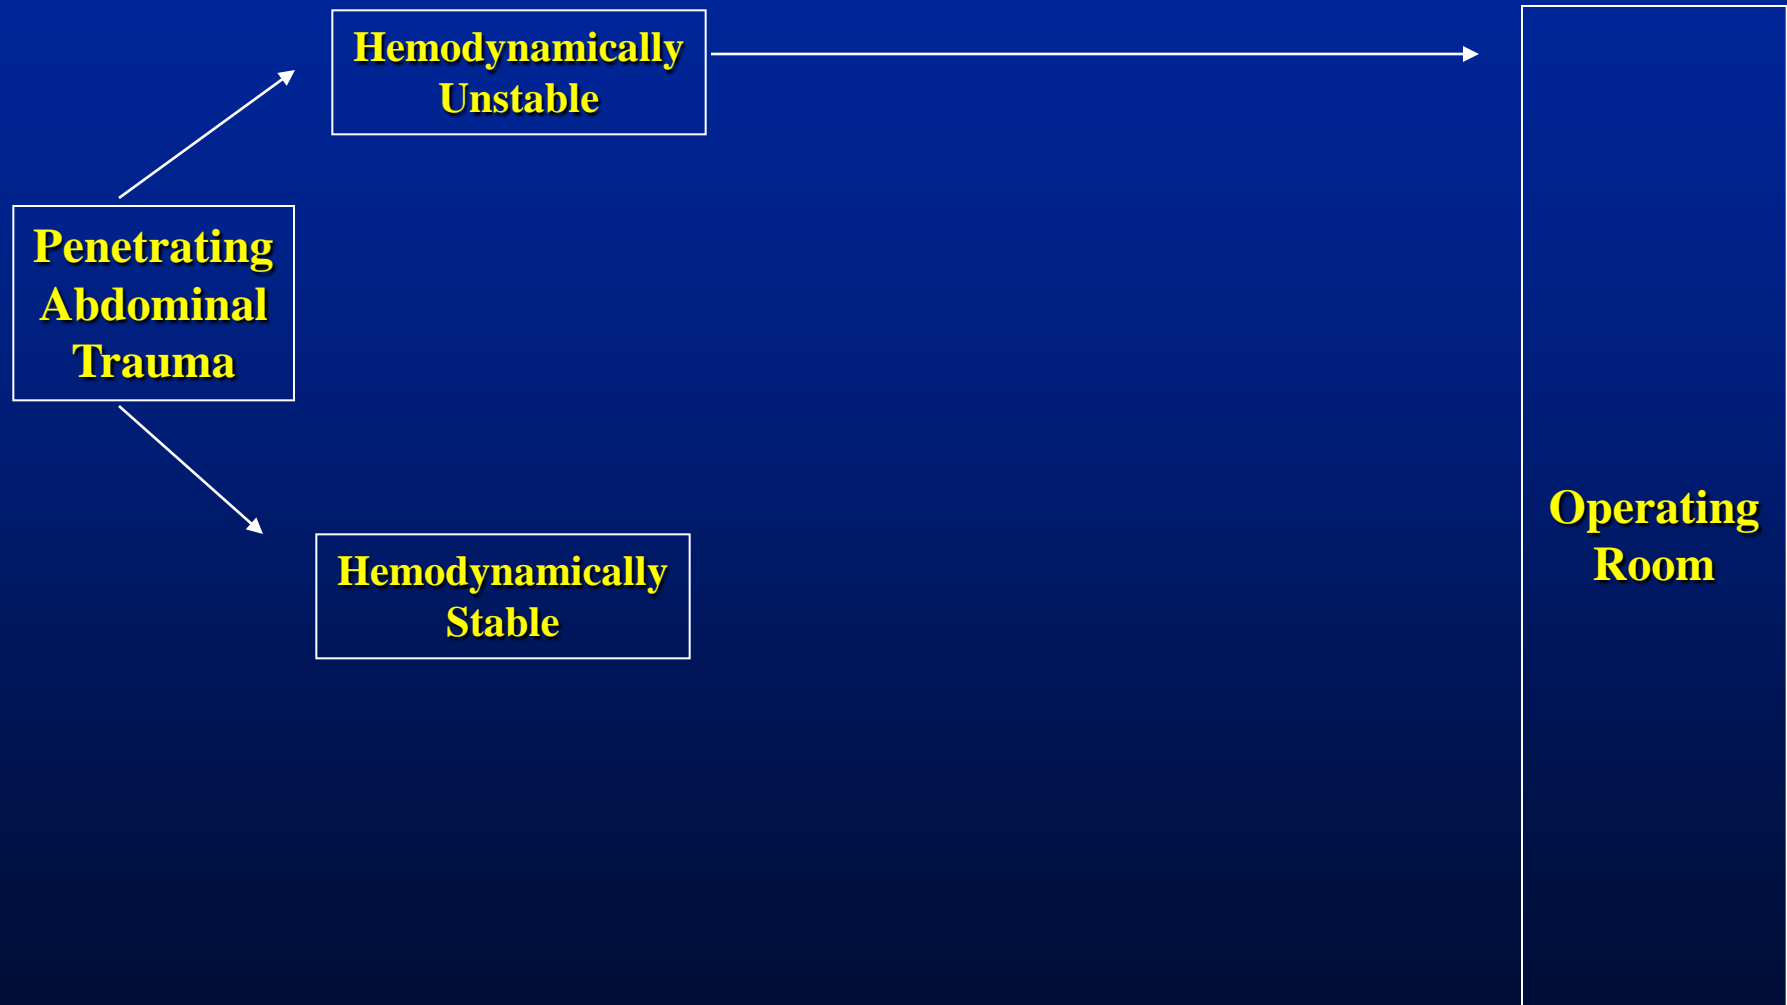 Hemodynamically
Unstable
Penetrating
Abdominal
Trauma
Operating
Room
Hemodynamically
Stable